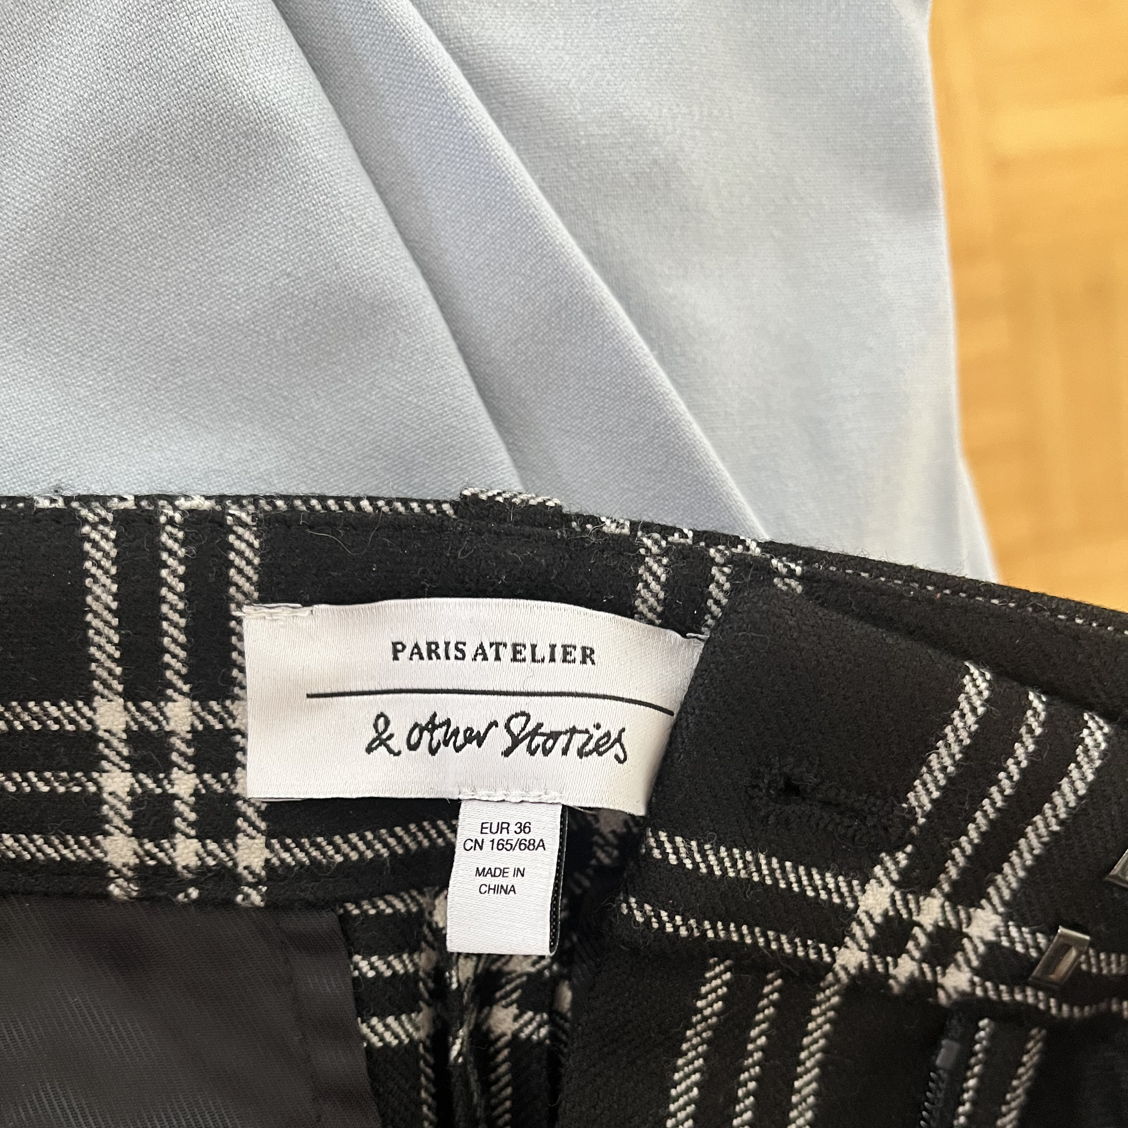 PARIS ATELIER
& other Stories
EUR 36
CN 165/68A
MADE IN
CHINA